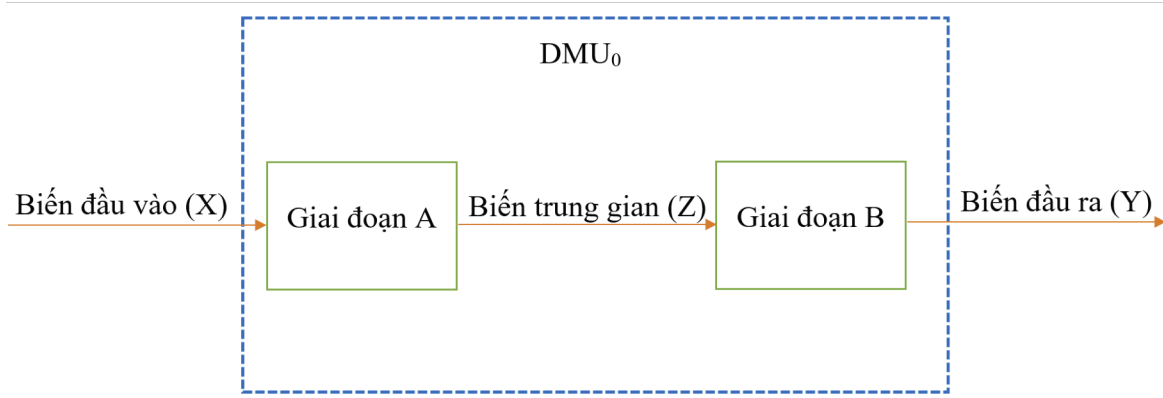 DMU₀
Biến đầu vào (X)
Giai đoạn A
Biến trung gian (Z)
Giai đoạn B
Biến đầu ra (Y)